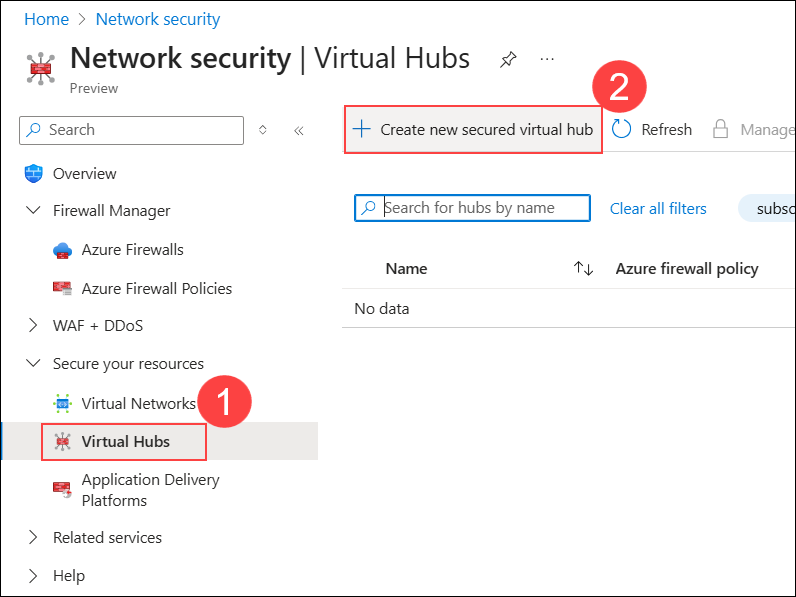 Home > Network security
Network security | Virtual Hubs
Preview
Search
Overview
Firewall Manager
Azure Firewalls
Azure Firewall Policies
WAF + DDoS
Secure your resources
Virtual Networks
1
Virtual Hubs
Application Delivery
Platforms
Related services
Help
2
Create new secured virtual hub
Refresh
Manage
Search for hubs by name
Clear all filters
subsc
Name
Azure firewall policy
No data